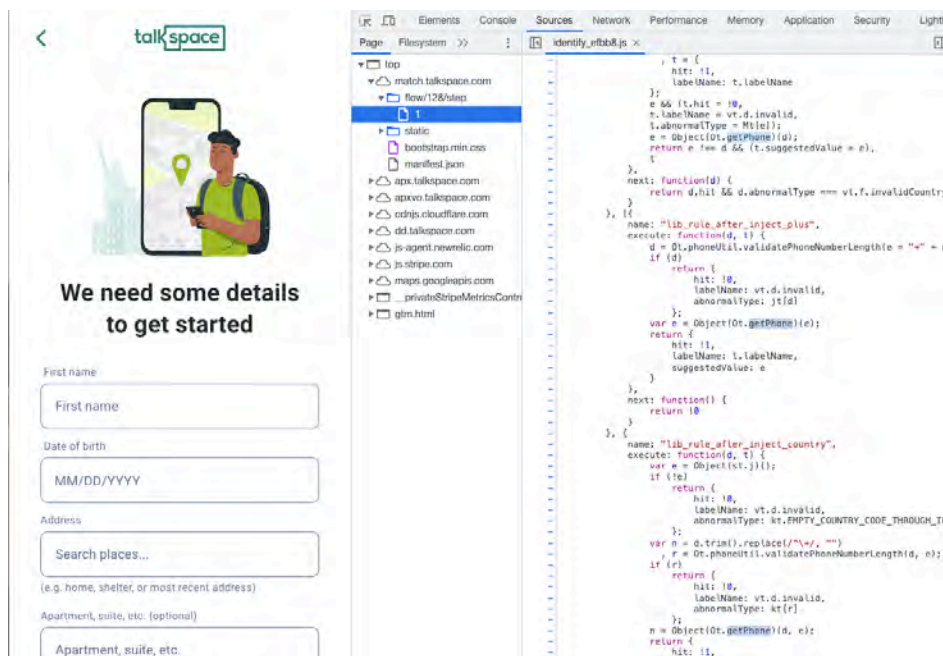 talkspace
We need some details
to get started
First name
First name
Date of birth
MM/DD/YYYY
Address
Search places...
(e.g. home, shelter, or most recent address)
Apartment, suite, etc. (optional)
Apartment, suite, etc.
Elements Console Sources Network Performance Memory Application Security Light
Page Filesystem >> ⋮ identify_efbb8.js ×
top
match.talkspace.com
flow/128/step
1
static
bootstrap.min.css
manifest.json
apx.talkspace.com
apxvo.talkspace.com
cdnjs.cloudflare.com
dd.talkspace.com
js-agent.newrelic.com
js.stripe.com
maps.googleapis.com
__privateStripeMetricsContr
gtm.html
, t = {
hit: !1,
labelName: t.labelName
};
e && (t.hit = !0,
t.labelName = vt.d.invalid,
t.abnormalType = Mt[e]);
e = Object(Ot.getPhone)(d);
return e !== d && (t.suggestedValue = e),
t
},
next: function(d) {
return d.hit && d.abnormalType === vt.f.invalidCountry
}
}, [{
name: "lib_rule_after_inject_plus",
execute: function(d, t) {
d = Ot.phoneUtil.validatePhoneNumberLength(e = "+" +
if (d)
return {
hit: !0,
labelName: vt.d.invalid,
abnormalType: jt[d]
};
var e = Object(Ot.getPhone)(e);
return {
hit: !1,
labelName: t.labelName,
suggestedValue: e
}
},
next: function() {
return !0
}
}, {
name: "lib_rule_after_inject_country",
execute: function(d, t) {
var e = Object(st.j)();
if (!e)
return {
hit: !0,
labelName: vt.d.invalid,
abnormalType: kt.EMPTY_COUNTRY_CODE_THROUGH_I
};
var n = d.trim().replace(/^\+/, "")
, r = Ot.phoneUtil.validatePhoneNumberLength(d, e);
if (r)
return {
hit: !0,
labelName: vt.d.invalid,
abnormalType: kt[r]
};
n = Object(Ot.getPhone)(d, e);
return {
hit: !1,